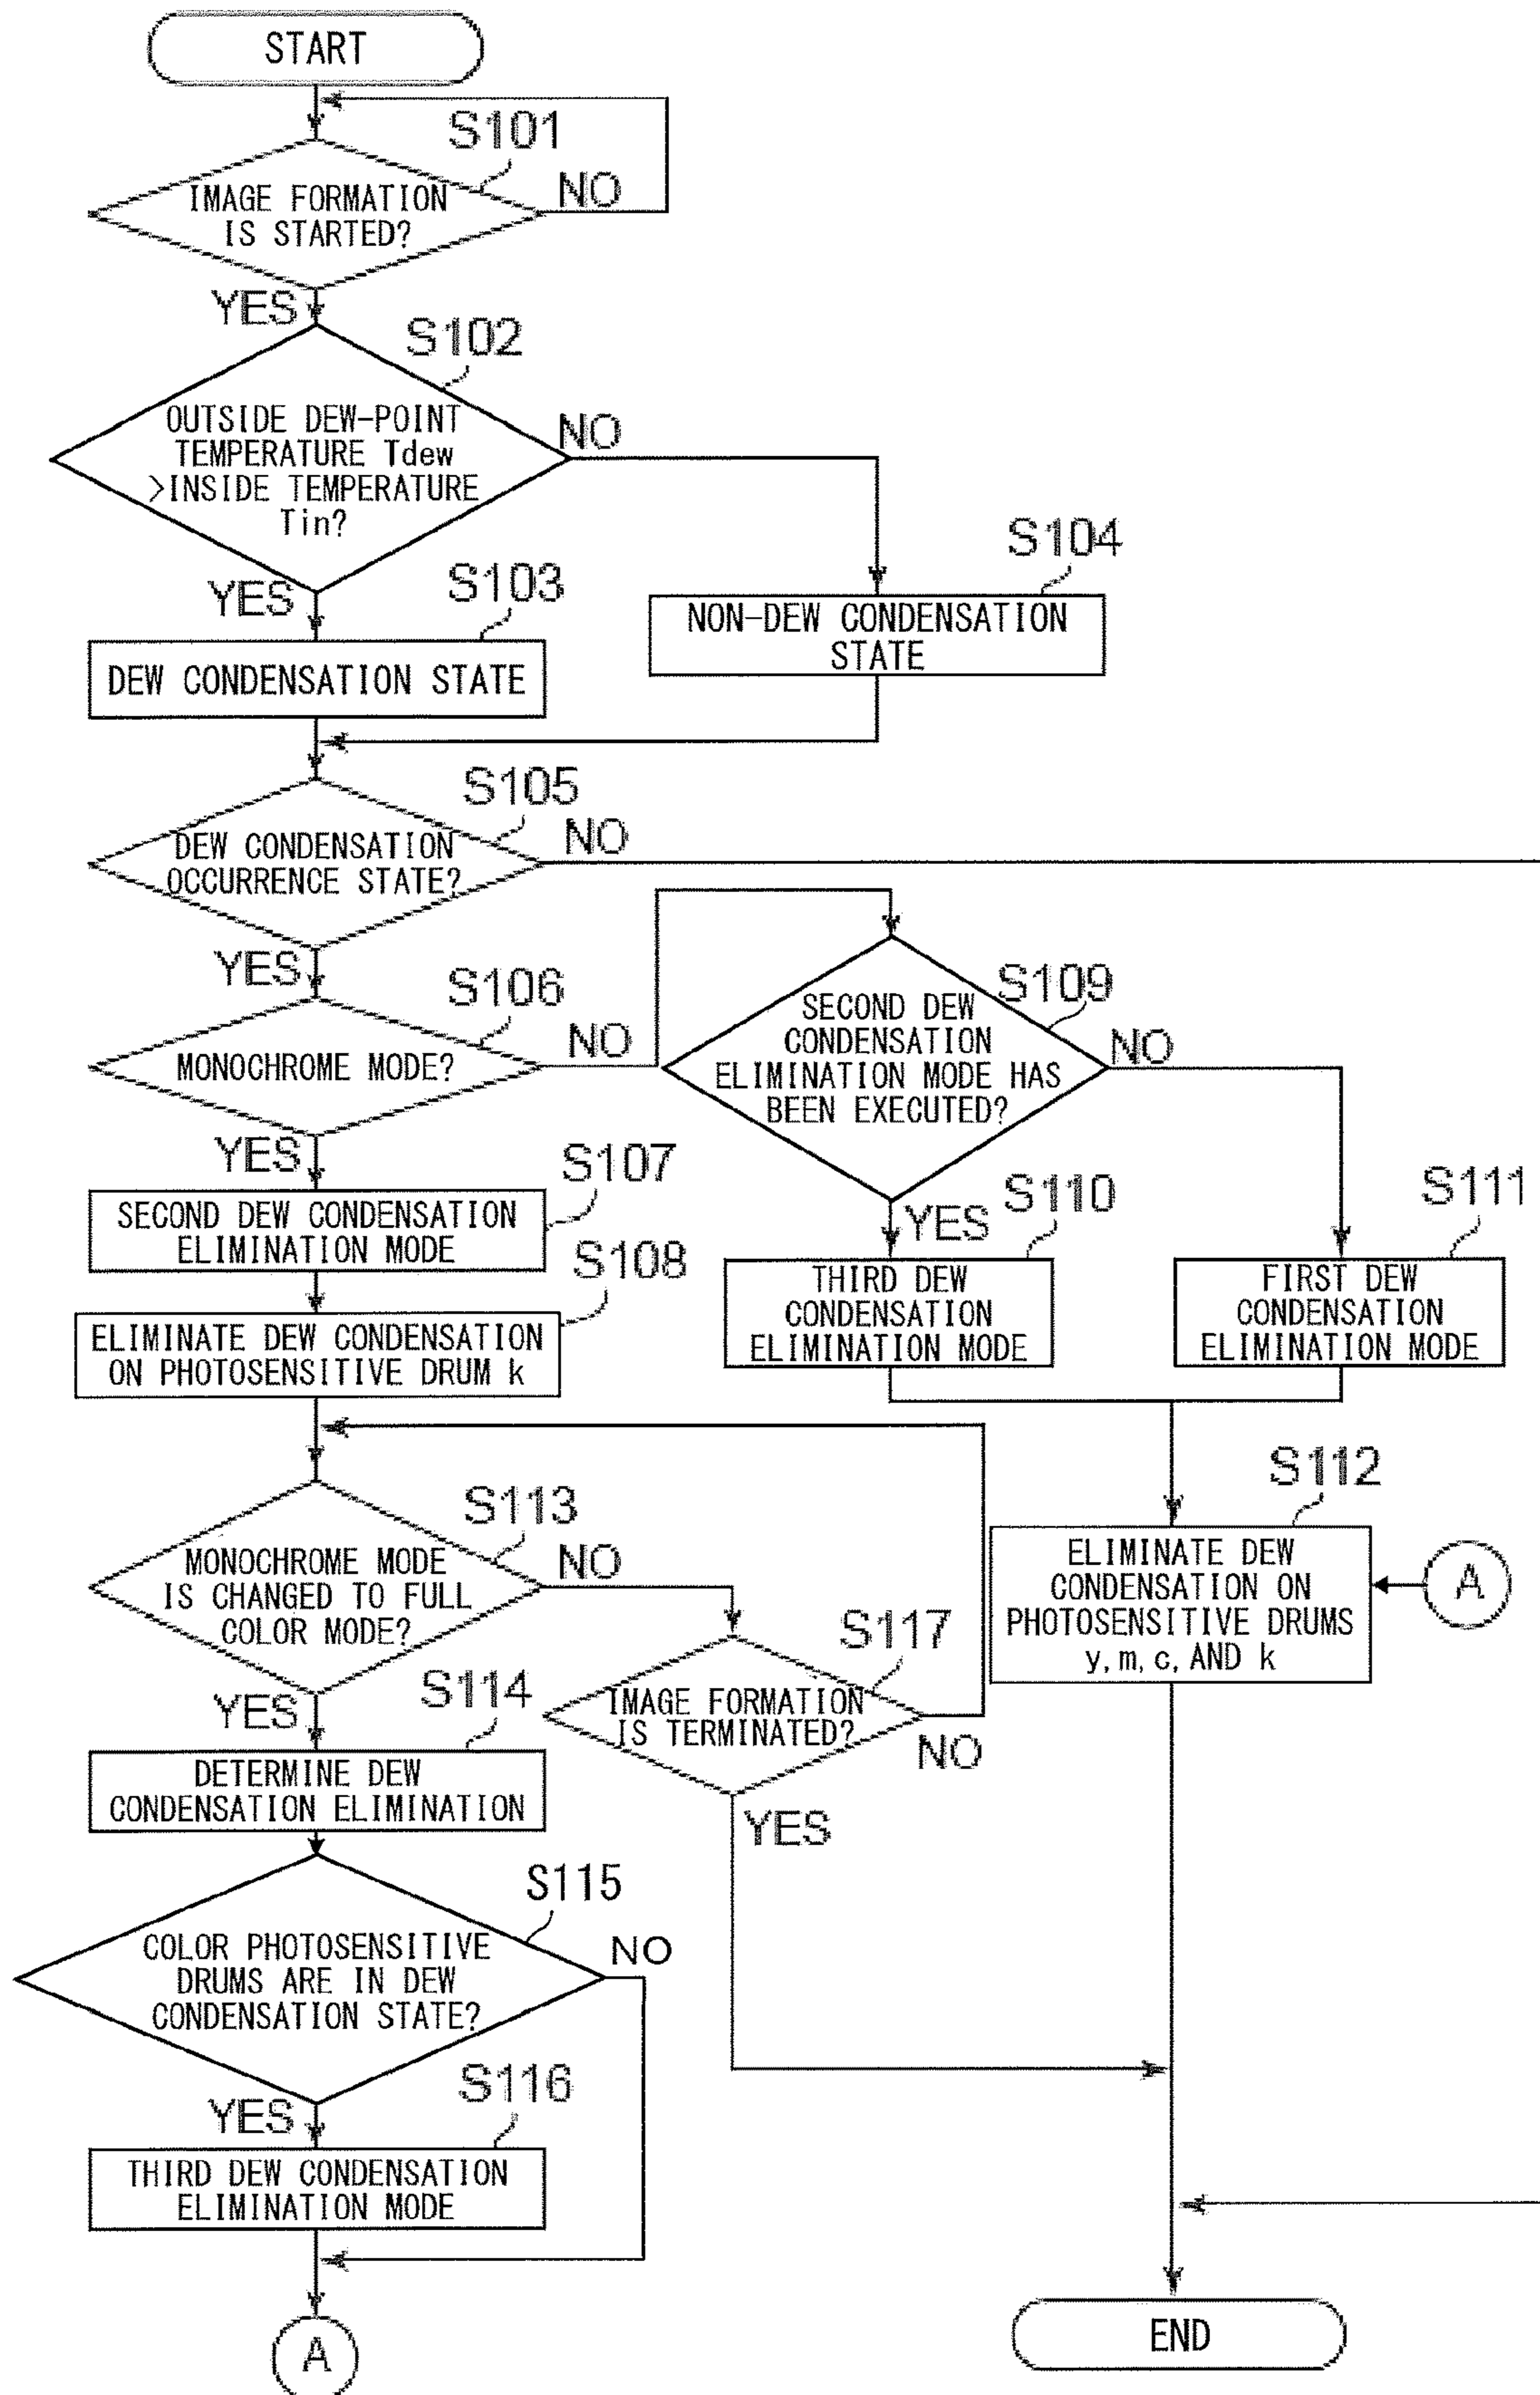 START
S101
IMAGE FORMATION
IS STARTED?
NO
YES
S102
OUTSIDE DEW-POINT
TEMPERATURE Tdew
>INSIDE TEMPERATURE
Tin?
NO
YES
S103
DEW CONDENSATION STATE
S104
NON-DEW CONDENSATION
STATE
S105
DEW CONDENSATION
OCCURRENCE STATE?
NO
YES
S106
MONOCHROME MODE?
NO
YES
S109
SECOND DEW
CONDENSATION
ELIMINATION MODE HAS
BEEN EXECUTED?
NO
YES
S107
SECOND DEW CONDENSATION
ELIMINATION MODE
S108
ELIMINATE DEW CONDENSATION
ON PHOTOSENSITIVE DRUM k
S110
THIRD DEW
CONDENSATION
ELIMINATION MODE
S111
FIRST DEW
CONDENSATION
ELIMINATION MODE
S112
ELIMINATE DEW
CONDENSATION ON
PHOTOSENSITIVE DRUMS
y, m, c, AND k
A
S113
MONOCHROME MODE
IS CHANGED TO FULL
COLOR MODE?
NO
YES
S117
IMAGE FORMATION
IS TERMINATED?
NO
YES
S114
DETERMINE DEW
CONDENSATION ELIMINATION
S115
COLOR PHOTOSENSITIVE
DRUMS ARE IN DEW
CONDENSATION STATE?
NO
YES
S116
THIRD DEW CONDENSATION
ELIMINATION MODE
A
END